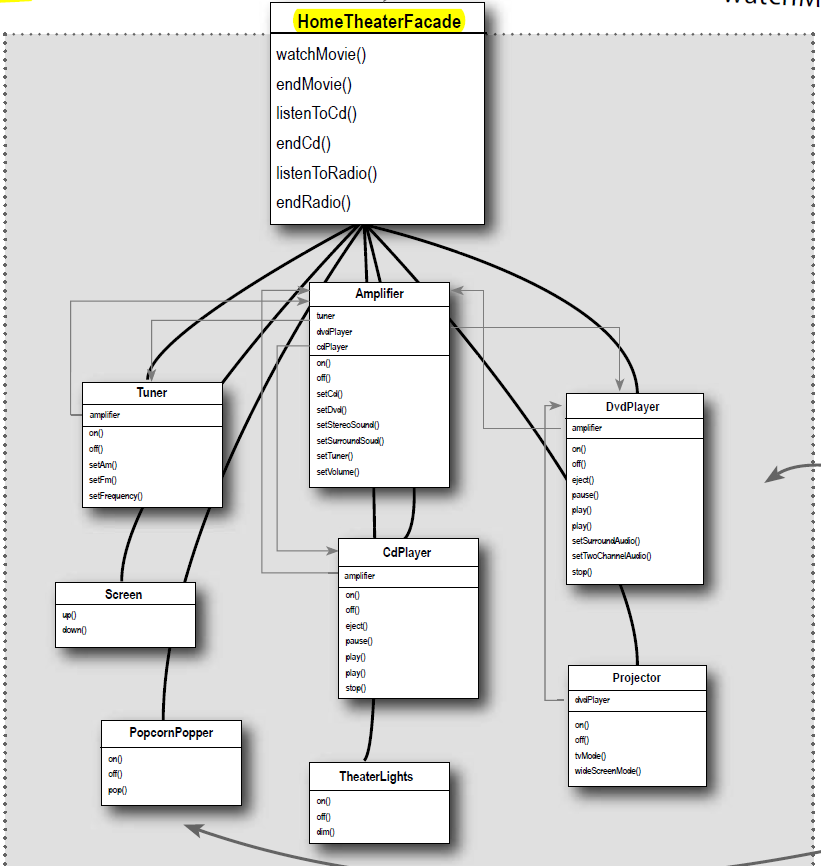 watchM
HomeTheaterFacade
watchMovie()
endMovie()
listenToCd()
endCd()
listenToRadio()
endRadio()
Amplifier
tuner
dvdPlayer
cdPlayer
on()
off()
setCd()
setDvd()
setStereoSound()
setSurroundSoud()
setTuner()
setVolume()
Tuner
amplifier
on()
off()
setAm()
setFm()
setFrequency()
DvdPlayer
amplifier
on()
off()
eject()
pause()
play()
play()
setSurroundAudio()
setTwoChannelAudio()
stop()
Screen
up()
down()
CdPlayer
amplifier
on()
off()
eject()
pause()
play()
play()
stop()
Projector
dvdPlayer
on()
off()
tvMode()
wideScreenMode()
PopcornPopper
on()
off()
pop()
TheaterLights
on()
off()
dim()